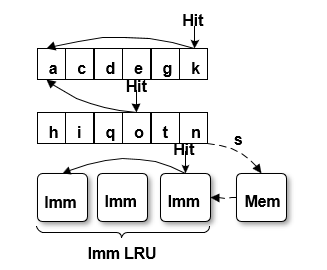 Hit
a c d e g k
Hit
h i q o t n
Hit
s
Imm Imm Imm Mem
Imm LRU